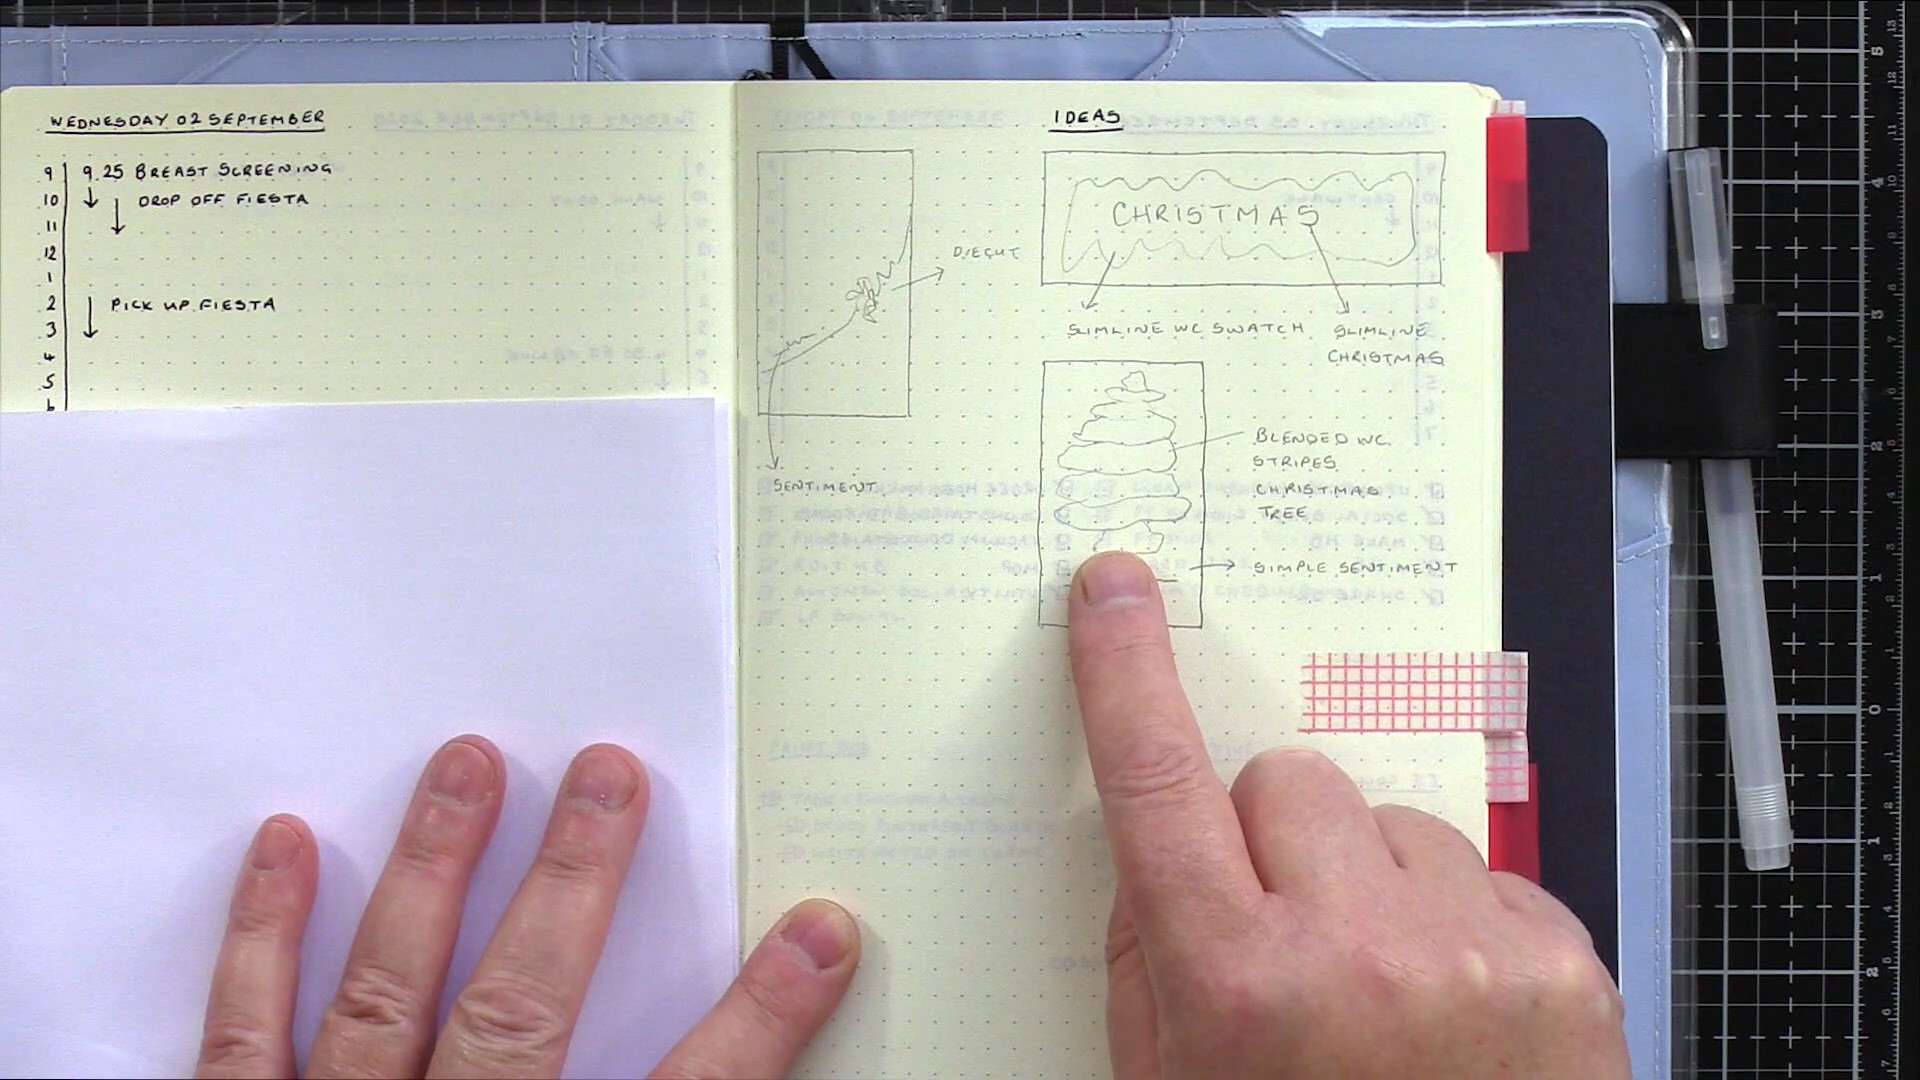 WEDNESDAY 02 SEPTEMBER
9 9.25 BREAST SCREENING
10 DROP OFF FIESTA
11
12
1
2 PICK UP FIESTA
3
4
5
6
IDEAS
CHRISTMAS
DIECUT
SLIMLINE WC SWATCH
SLIMLINE
CHRISTMAS
SENTIMENT
BLENDED WC
STRIPES
CHRISTMAS
TREE
SIMPLE SENTIMENT